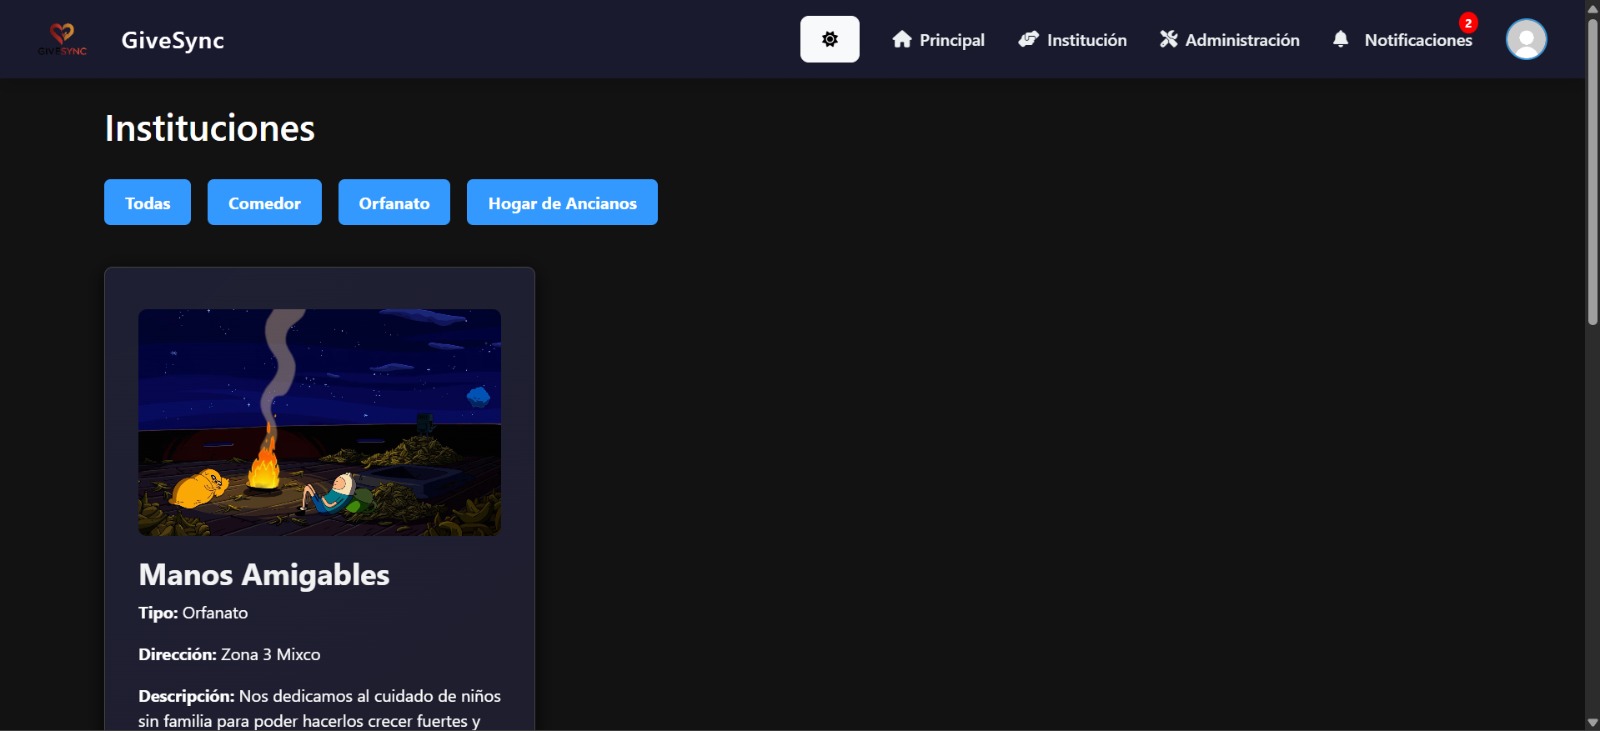 GIVESYNC
GiveSync
Principal
Institución
Administración
Notificaciones
2
Instituciones
Todas
Comedor
Orfanato
Hogar de Ancianos
Manos Amigables
Tipo: Orfanato
Dirección: Zona 3 Mixco
Descripción: Nos dedicamos al cuidado de niños
sin familia para poder hacerlos crecer fuertes y